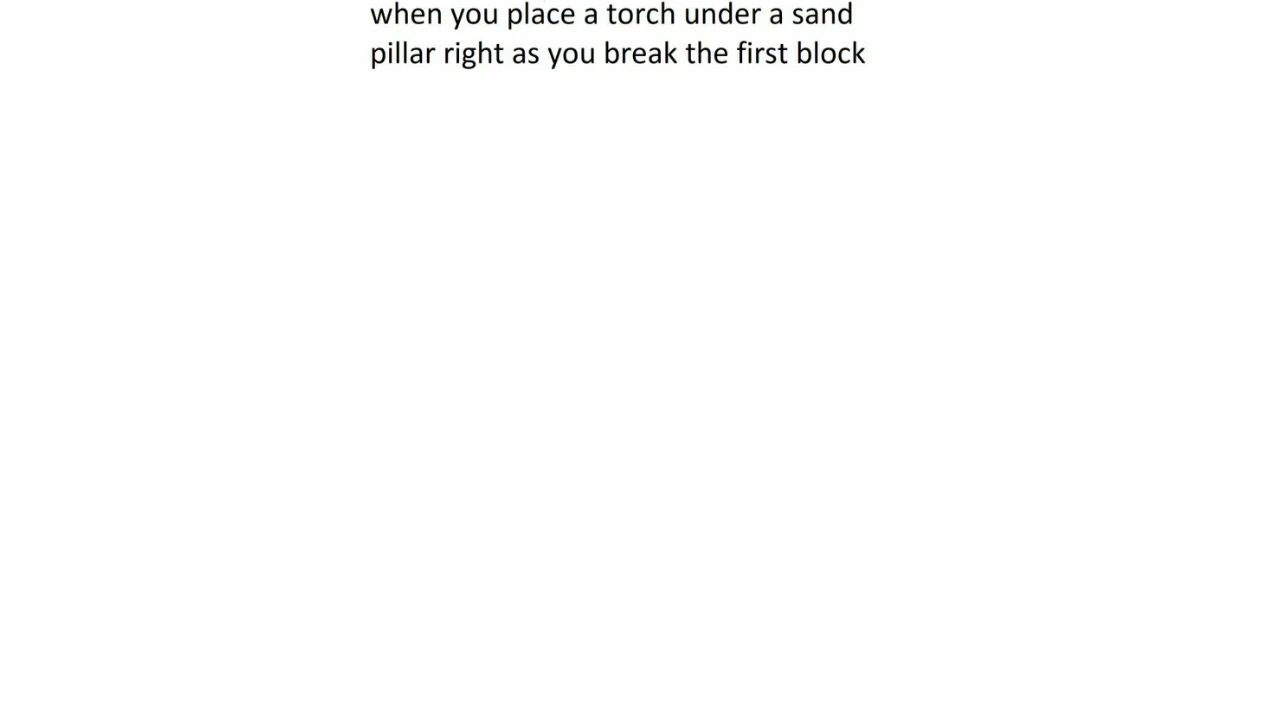 when you place a torch under a sand
pillar right as you break the first block